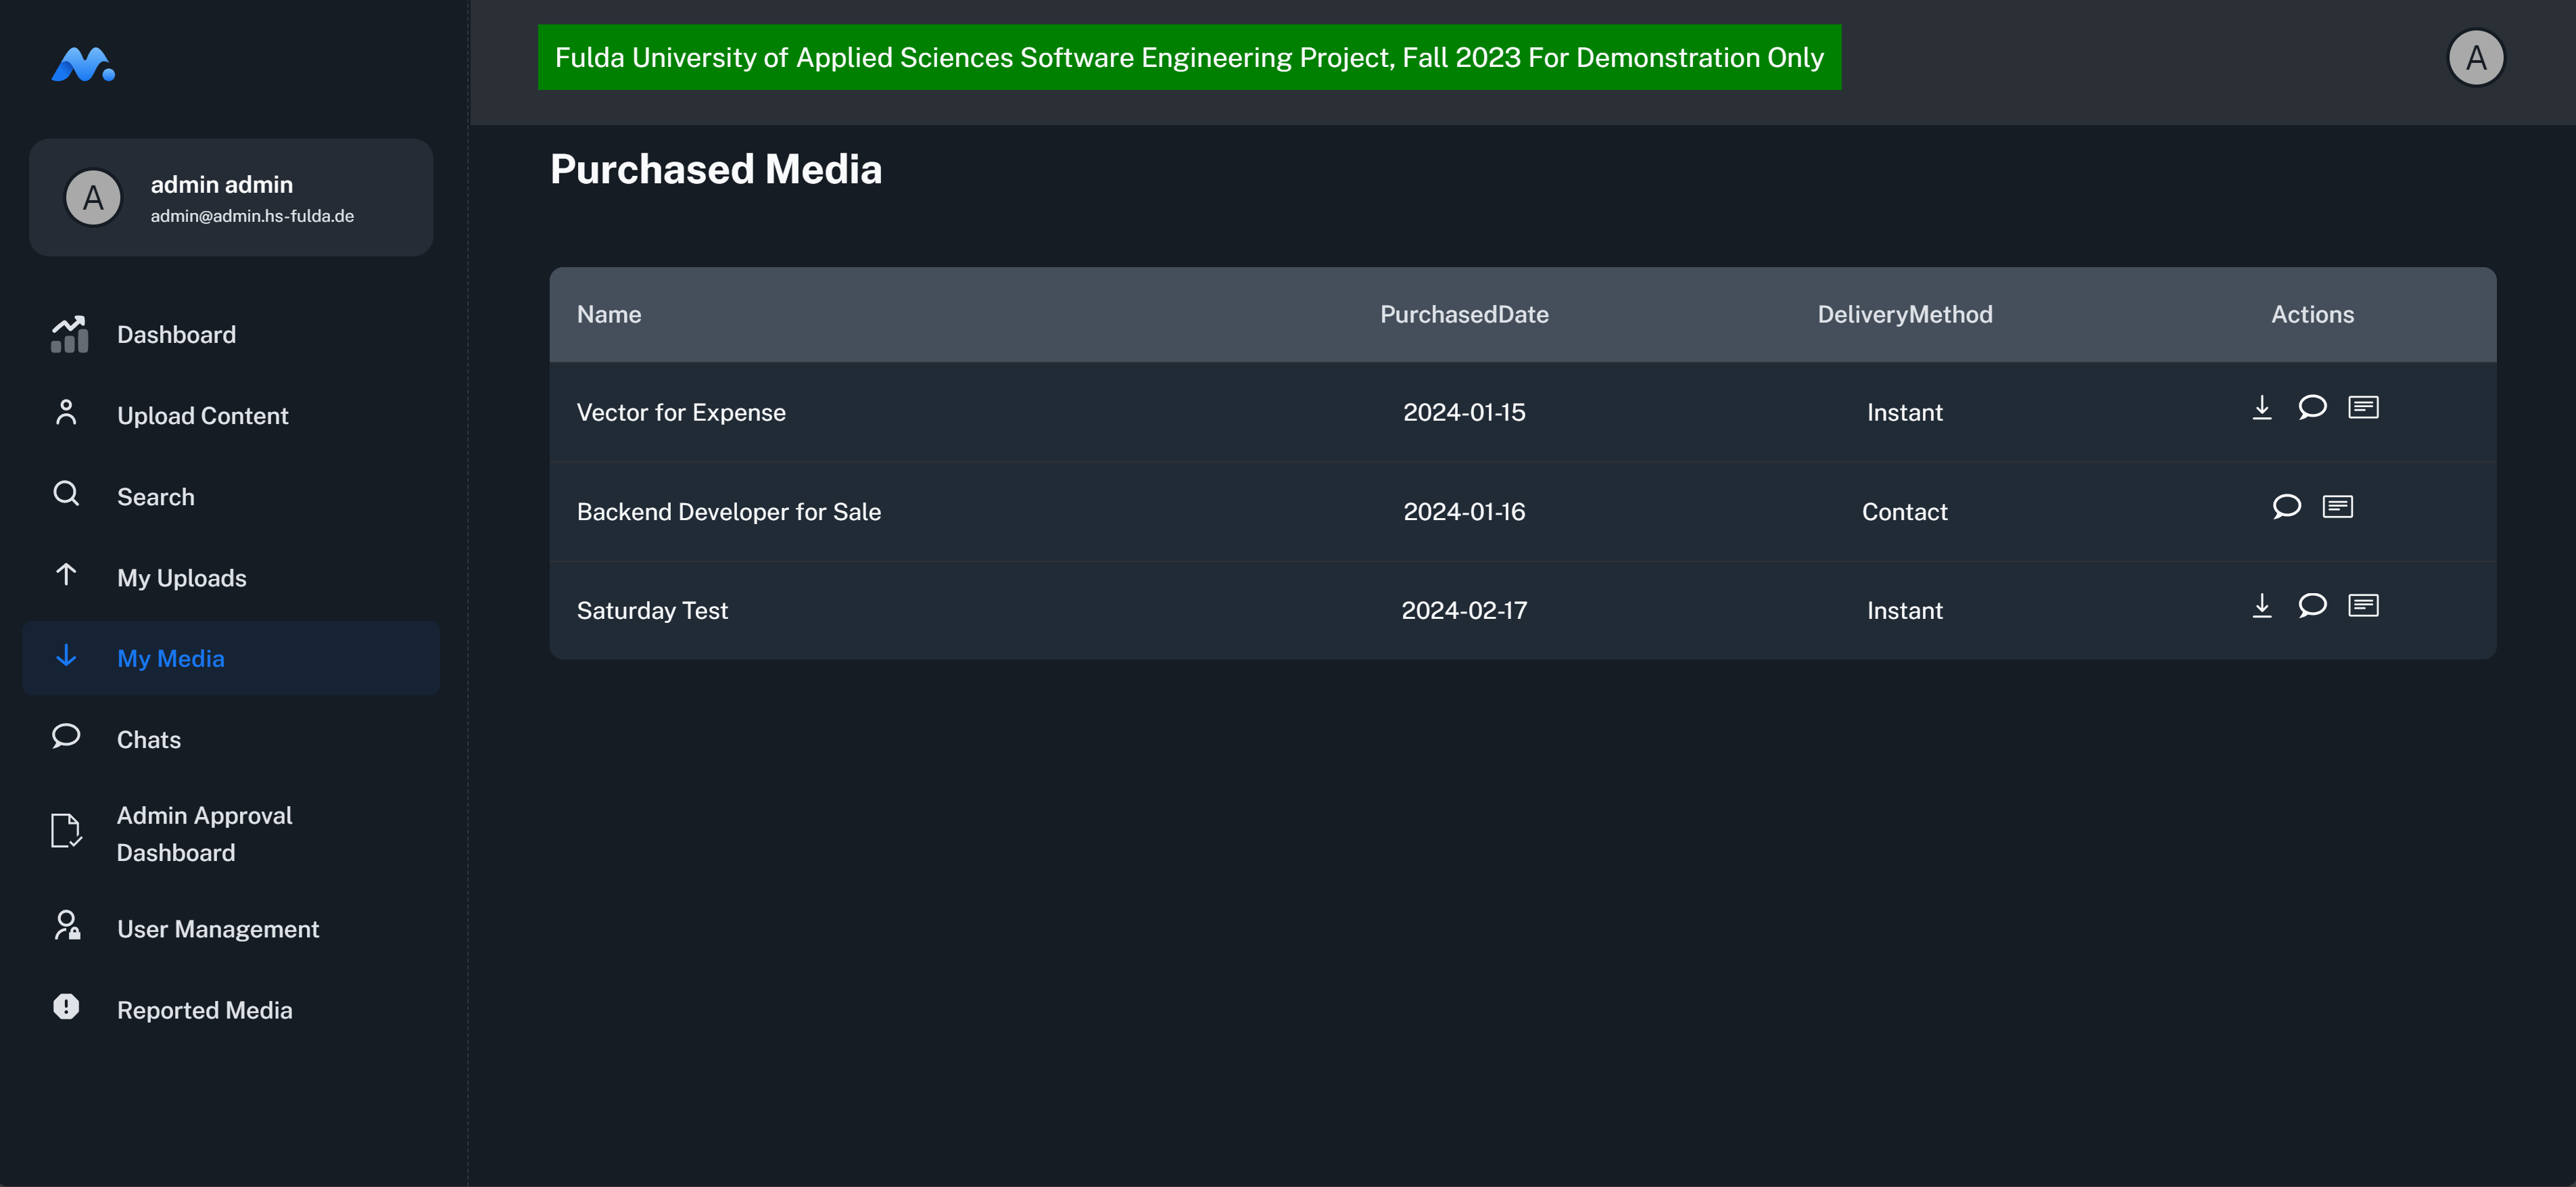 Fulda University of Applied Sciences Software Engineering Project, Fall 2023 For Demonstration Only
A
A
admin admin
admin@admin.hs-fulda.de
Dashboard
Upload Content
Search
My Uploads
My Media
Chats
Admin Approval
Dashboard
User Management
Reported Media
Purchased Media
Name PurchasedDate DeliveryMethod Actions
Vector for Expense 2024-01-15 Instant
Backend Developer for Sale 2024-01-16 Contact
Saturday Test 2024-02-17 Instant